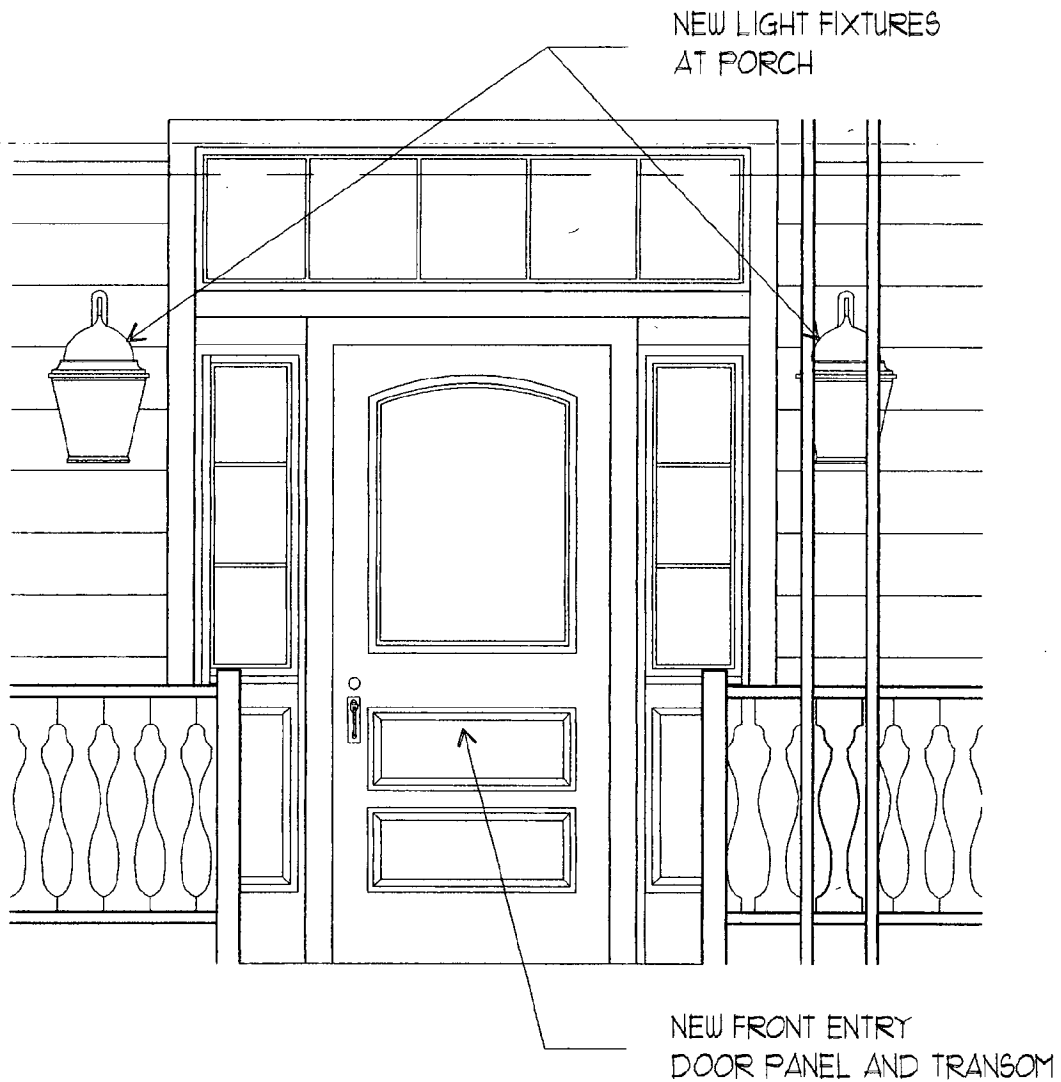 NEW LIGHT FIXTURES
AT PORCH
NEW FRONT ENTRY
DOOR PANEL AND TRANSOM